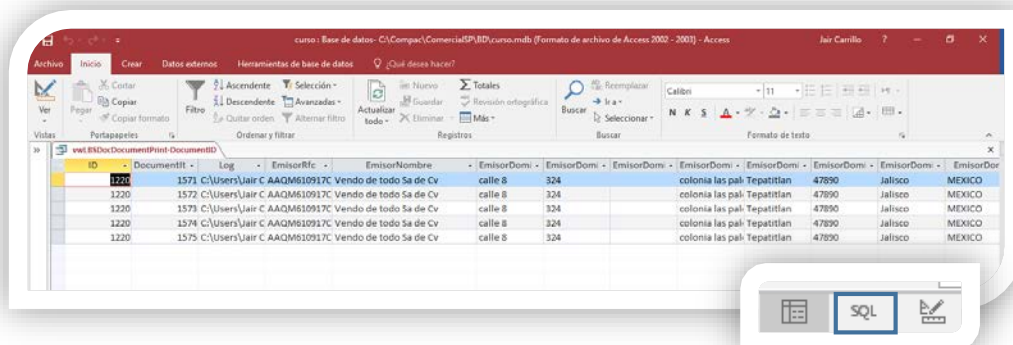 curso : Base de datos- C:\Compac\ComercialSP\BD\curso.mdb (Formato de archivo de Access 2002 - 2003) - Access Jair Carrillo ?
Archivo Inicio Crear Datos externos Herramientas de base de datos ¿Qué desea hacer?
Ver Pegar Cortar Copiar Copiar formato
Filtro Ascendente Descendente Quitar orden Selección Avanzadas Alternar filtro
Actualizar todo Nuevo Guardar Eliminar Totales Revisión ortográfica Más
Buscar Reemplazar Ir a Seleccionar
Calibri 11
N K S A
Vistas Portapapeles Ordenar y filtrar Registros Buscar Formato de texto
vwLBSDocDocumentPrint-DocumentID
ID DocumentIt Log EmisorRfc EmisorNombre EmisorDomi EmisorDomi EmisorDomi EmisorDomi EmisorDomi EmisorDomi EmisorDomi EmisorDor
1220 1571 C:\Users\Jair C AAQM610917C Vendo de todo Sa de Cv calle 8 324 colonia las pal Tepatitlan 47890 Jalisco MEXICO
1220 1572 C:\Users\Jair C AAQM610917C Vendo de todo Sa de Cv calle 8 324 colonia las pal Tepatitlan 47890 Jalisco MEXICO
1220 1573 C:\Users\Jair C AAQM610917C Vendo de todo Sa de Cv calle 8 324 colonia las pal Tepatitlan 47890 Jalisco MEXICO
1220 1574 C:\Users\Jair C AAQM610917C Vendo de todo Sa de Cv calle 8 324 colonia las pal Tepatitlan 47890 Jalisco MEXICO
1220 1575 C:\Users\Jair C AAQM610917C Vendo de todo Sa de Cv calle 8 324 colonia las pal Tepatitlan 47890 Jalisco MEXICO
SQL